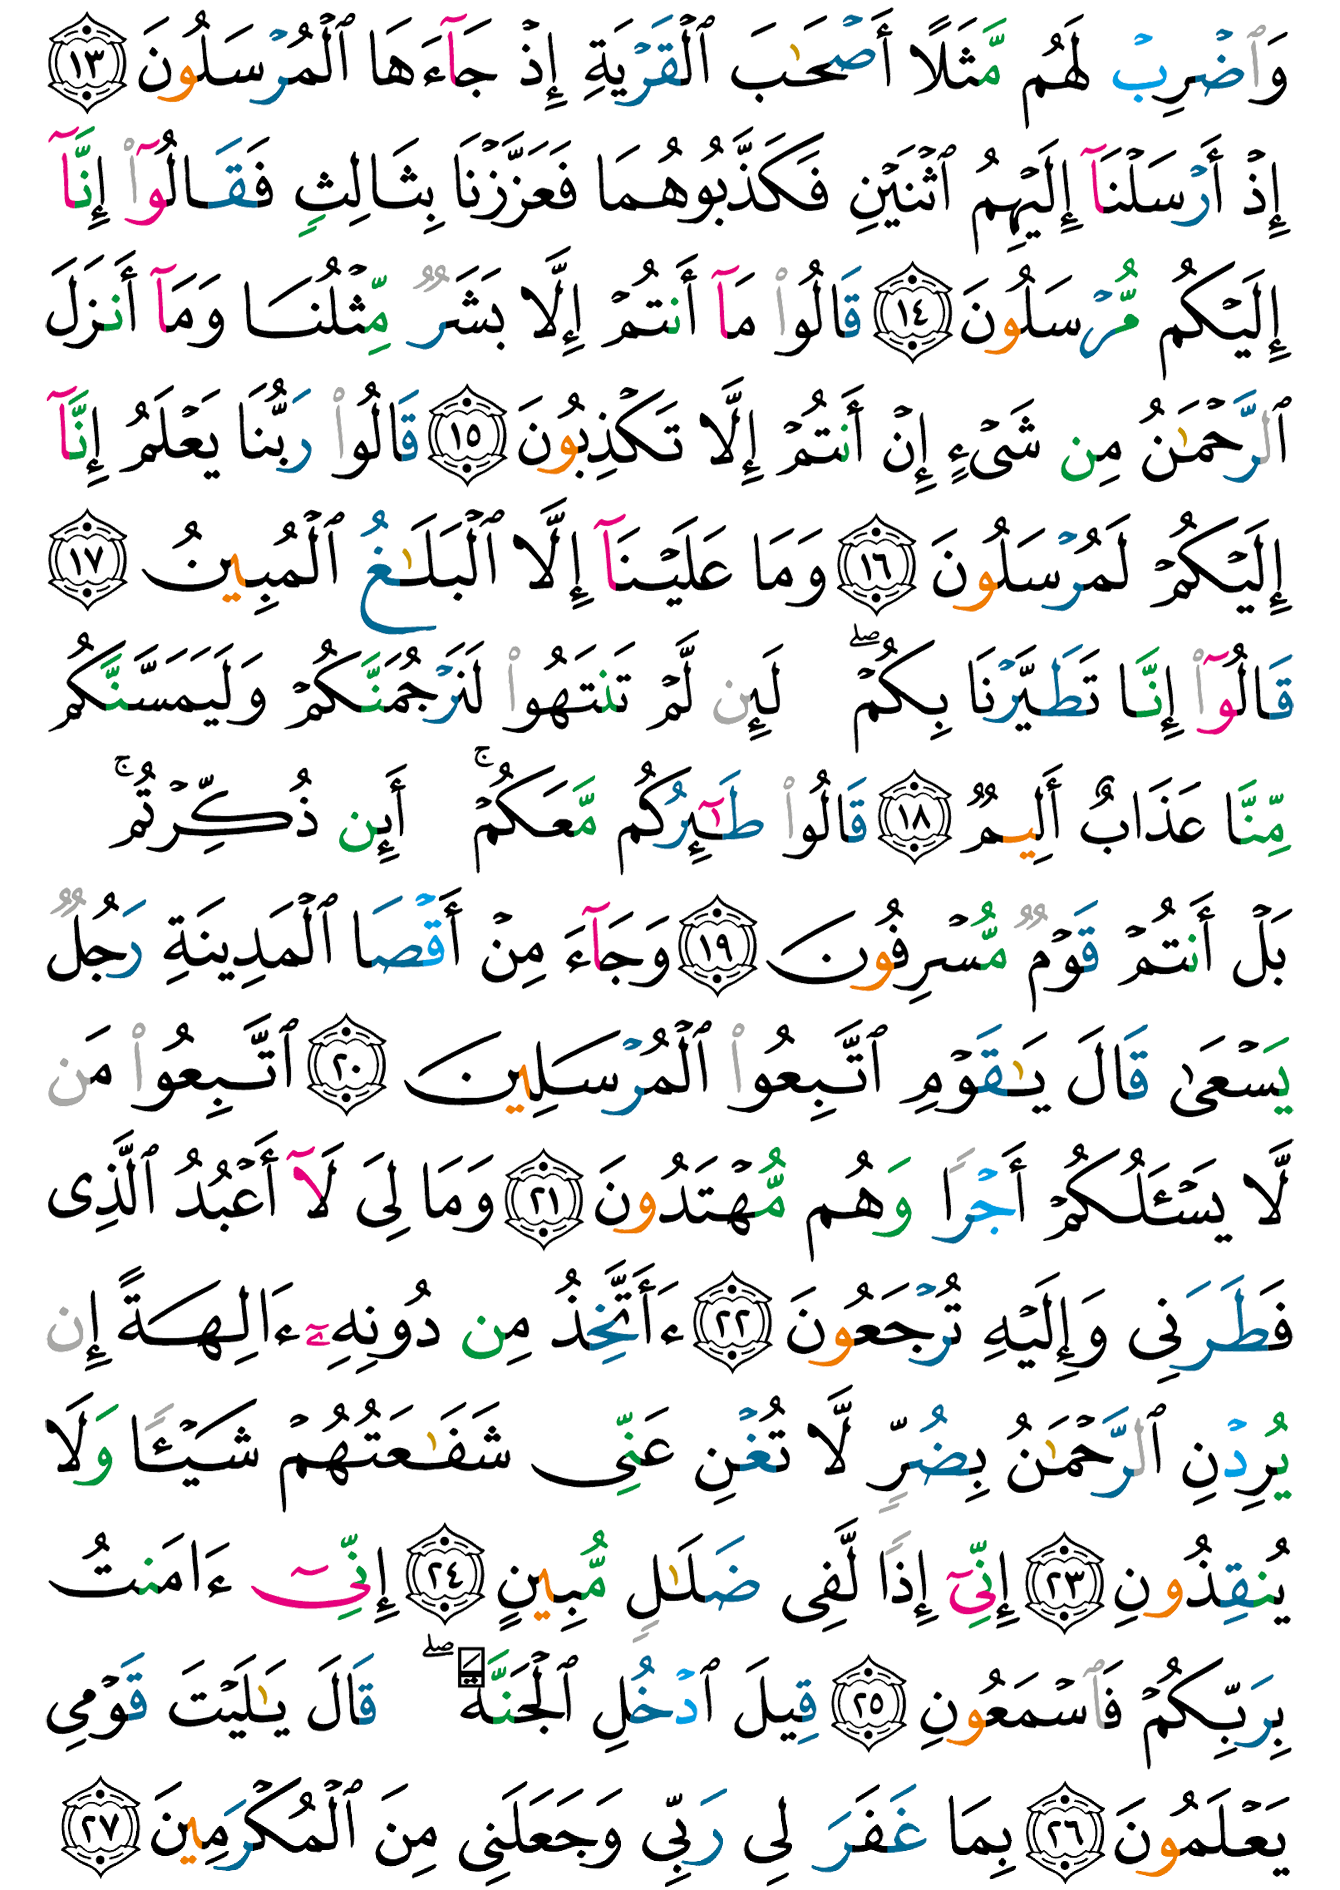 وَٱضْرِبْ لَهُم مَّثَلًا أَصْحَـٰبَ ٱلْقَرْيَةِ إِذْ جَآءَهَا ٱلْمُرْسَلُونَ ١٣
إِذْ أَرْسَلْنَآ إِلَيْهِمُ ٱثْنَيْنِ فَكَذَّبُوهُمَا فَعَزَّزْنَا بِثَالِثٍ فَقَالُوٓا۟ إِنَّآ
إِلَيْكُم مُّرْسَلُونَ ١٤ قَالُوا۟ مَآ أَنتُمْ إِلَّا بَشَرٌ مِّثْلُنَا وَمَآ أَنزَلَ
ٱلرَّحْمَـٰنُ مِن شَىْءٍ إِنْ أَنتُمْ إِلَّا تَكْذِبُونَ ١٥ قَالُوا۟ رَبُّنَا يَعْلَمُ إِنَّآ
إِلَيْكُمْ لَمُرْسَلُونَ ١٦ وَمَا عَلَيْنَآ إِلَّا ٱلْبَلَـٰغُ ٱلْمُبِينُ ١٧
قَالُوٓا۟ إِنَّا تَطَيَّرْنَا بِكُمْ ۖ لَئِن لَّمْ تَنتَهُوا۟ لَنَرْجُمَنَّكُمْ وَلَيَمَسَّنَّكُم
مِّنَّا عَذَابٌ أَلِيمٌ ١٨ قَالُوا۟ طَـٰٓئِرُكُم مَّعَكُمْ ۚ أَئِن ذُكِّرْتُم ۚ
بَلْ أَنتُمْ قَوْمٌ مُّسْرِفُونَ ١٩ وَجَآءَ مِنْ أَقْصَا ٱلْمَدِينَةِ رَجُلٌ
يَسْعَىٰ قَالَ يَـٰقَوْمِ ٱتَّبِعُوا۟ ٱلْمُرْسَلِينَ ٢٠ ٱتَّبِعُوا۟ مَن
لَّا يَسْـَٔلُكُمْ أَجْرًا وَهُم مُّهْتَدُونَ ٢١ وَمَا لِىَ لَآ أَعْبُدُ ٱلَّذِى
فَطَرَنِى وَإِلَيْهِ تُرْجَعُونَ ٢٢ ءَأَتَّخِذُ مِن دُونِهِۦٓ ءَالِهَةً إِن
يُرِدْنِ ٱلرَّحْمَـٰنُ بِضُرٍّ لَّا تُغْنِ عَنِّى شَفَـٰعَتُهُمْ شَيْـًٔا وَلَا
يُنقِذُونِ ٢٣ إِنِّىٓ إِذًا لَّفِى ضَلَـٰلٍ مُّبِينٍ ٢٤ إِنِّىٓ ءَامَنتُ
بِرَبِّكُمْ فَٱسْمَعُونِ ٢٥ قِيلَ ٱدْخُلِ ٱلْجَنَّةَ ۖ قَالَ يَـٰلَيْتَ قَوْمِى
يَعْلَمُونَ ٢٦ بِمَا غَفَرَ لِى رَبِّى وَجَعَلَنِى مِنَ ٱلْمُكْرَمِينَ ٢٧